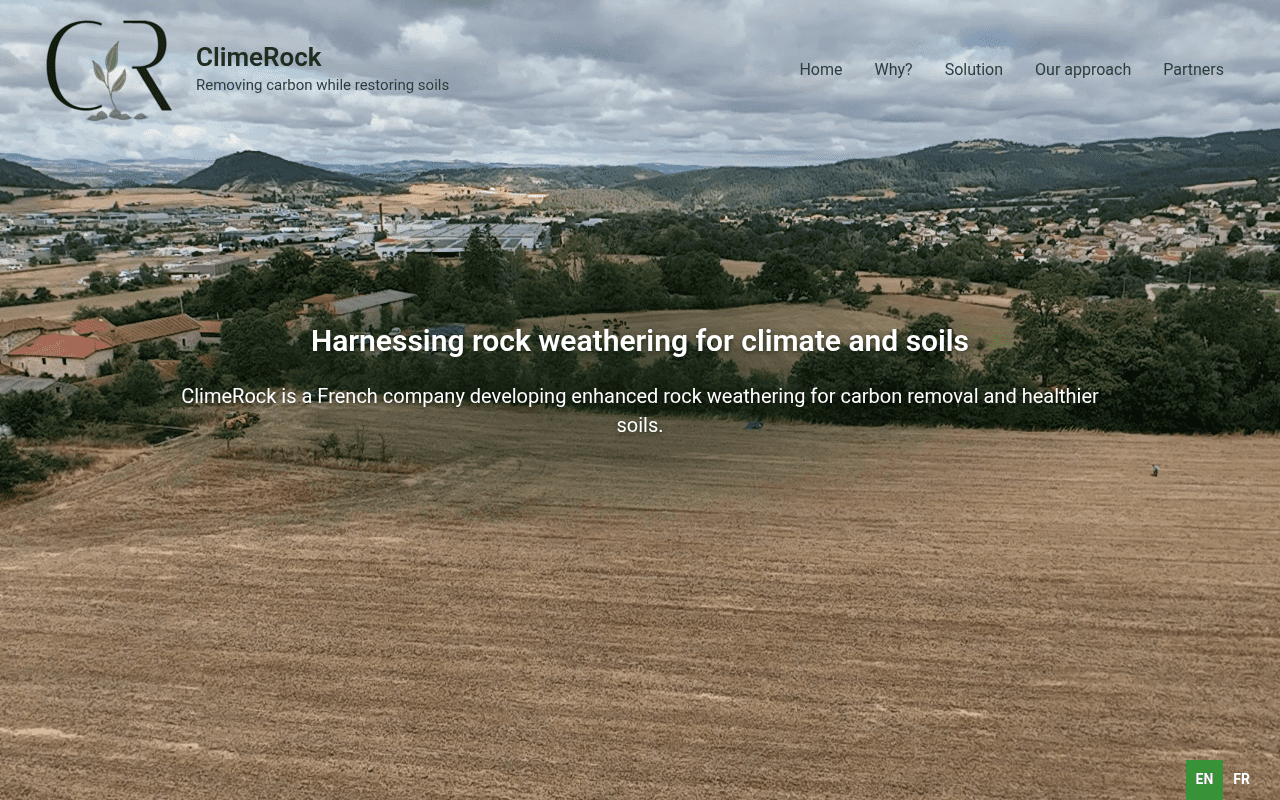 CR
ClimeRock
Removing carbon while restoring soils
Home
Why?
Solution
Our approach
Partners
Harnessing rock weathering for climate and soils
ClimeRock is a French company developing enhanced rock weathering for carbon removal and healthier
soils.
EN
FR